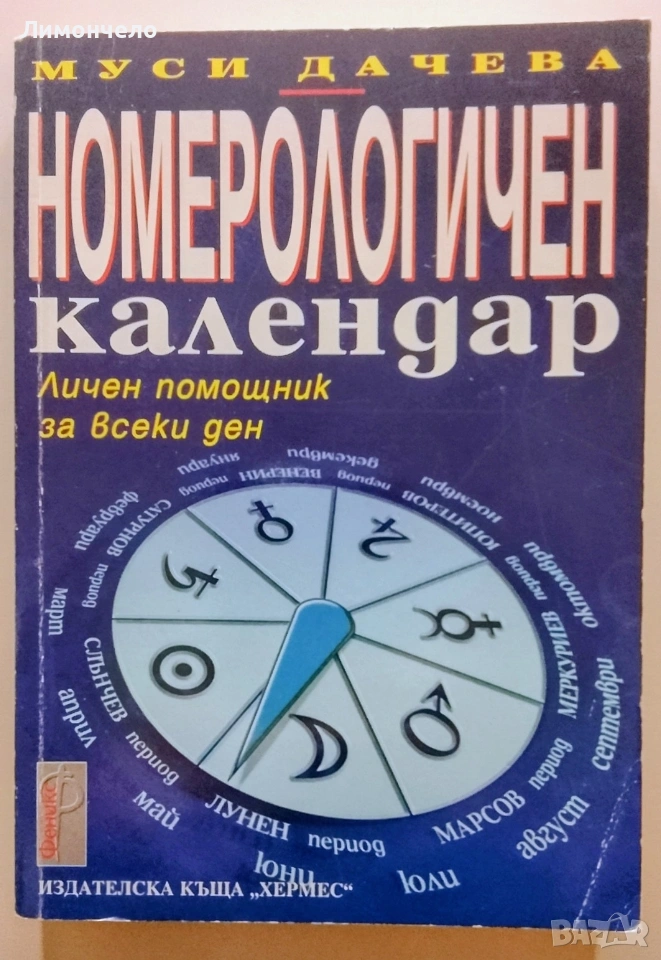 Лимончело
МУСИ ДАЧЕВА
НОМЕРОЛОГИЧЕН
календар
Личен помощник
за всеки ден
януари
декември
ноември
октомври
септември
август
юли
юни
май
април
март
февруари
ВЕНЕРИН период
ЮПИТЕРОВ период
МЕРКУРИЕВ период
МАРСОВ период
ЛУНЕН период
СЛЪНЧЕВ период
САТУРНОВ период
Феникс
ИЗДАТЕЛСКА КЪЩА „ХЕРМЕС“
BAZAR